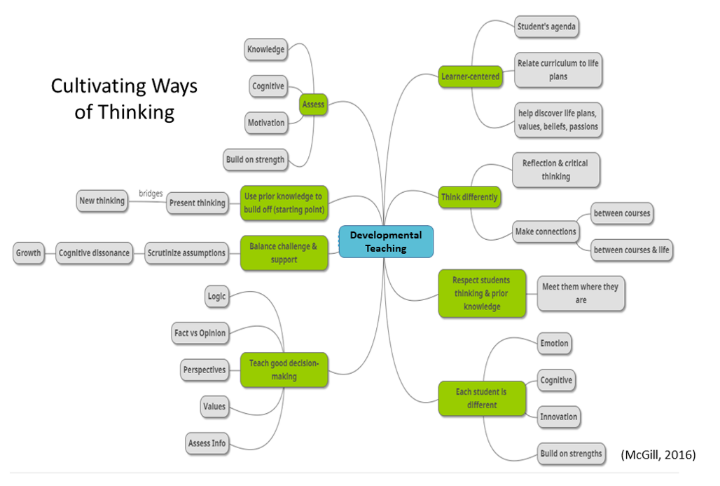 Cultivating Ways
of Thinking
Knowledge
Cognitive
Motivation
Build on strength
Assess
New thinking
bridges
Present thinking
Use prior knowledge to
build off (starting point)
Growth
Cognitive dissonance
Scrutinize assumptions
Balance challenge &
support
Logic
Fact vs Opinion
Perspectives
Values
Assess Info
Teach good decision-
making
Developmental
Teaching
Learner-centered
Student's agenda
Relate curriculum to life
plans
help discover life plans,
values, beliefs, passions
Think differently
Reflection & critical
thinking
Make connections
between courses
between courses & life
Respect students
thinking & prior
knowledge
Meet them where they
are
Each student is
different
Emotion
Cognitive
Innovation
Build on strengths
(McGill, 2016)